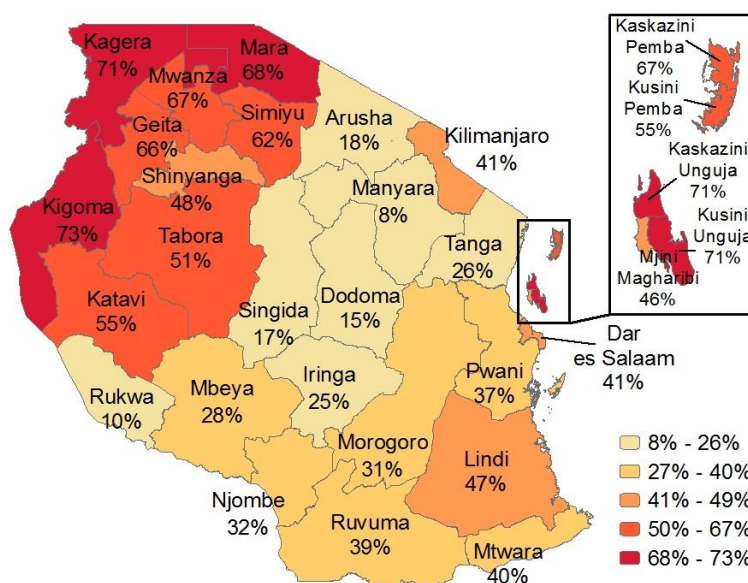 Kagera
71%
Mara
68%
Mwanza
67%
Simiyu
62%
Geita
66%
Shinyanga
48%
Arusha
18%
Kilimanjaro
41%
Manyara
8%
Kigoma
73%
Tabora
51%
Tanga
26%
Katavi
55%
Singida
17%
Dodoma
15%
Rukwa
10%
Mbeya
28%
Iringa
25%
Morogoro
31%
Pwani
37%
Dar
es Salaam
41%
Lindi
47%
Njombe
32%
Ruvuma
39%
Mtwara
40%
Kaskazini
Pemba
67%
Kusini
Pemba
55%
Kaskazini
Unguja
71%
Kusini
Unguja
71%
Mjini
Magharibi
46%
8% - 26%
27% - 40%
41% - 49%
50% - 67%
68% - 73%